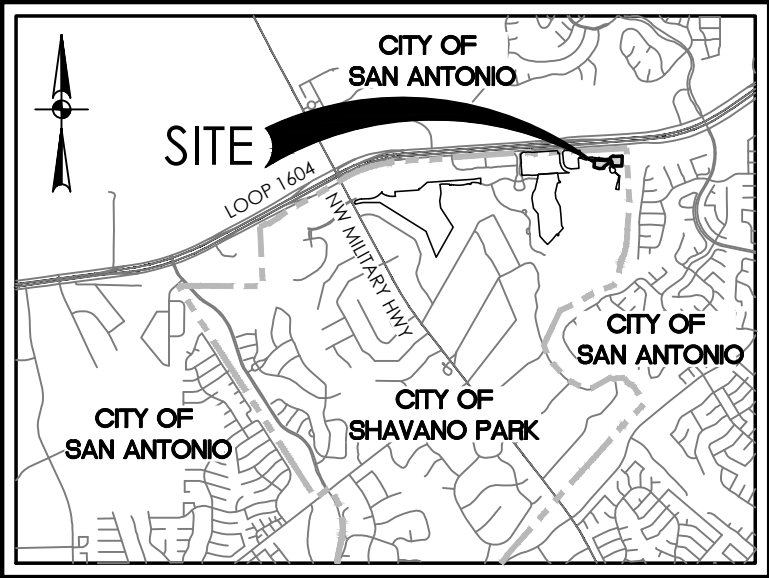 CITY OF
SAN ANTONIO
SITE
LOOP 1604
NW MILITARY HWY
CITY OF
SAN ANTONIO
CITY OF
SHAVANO PARK
CITY OF
SAN ANTONIO